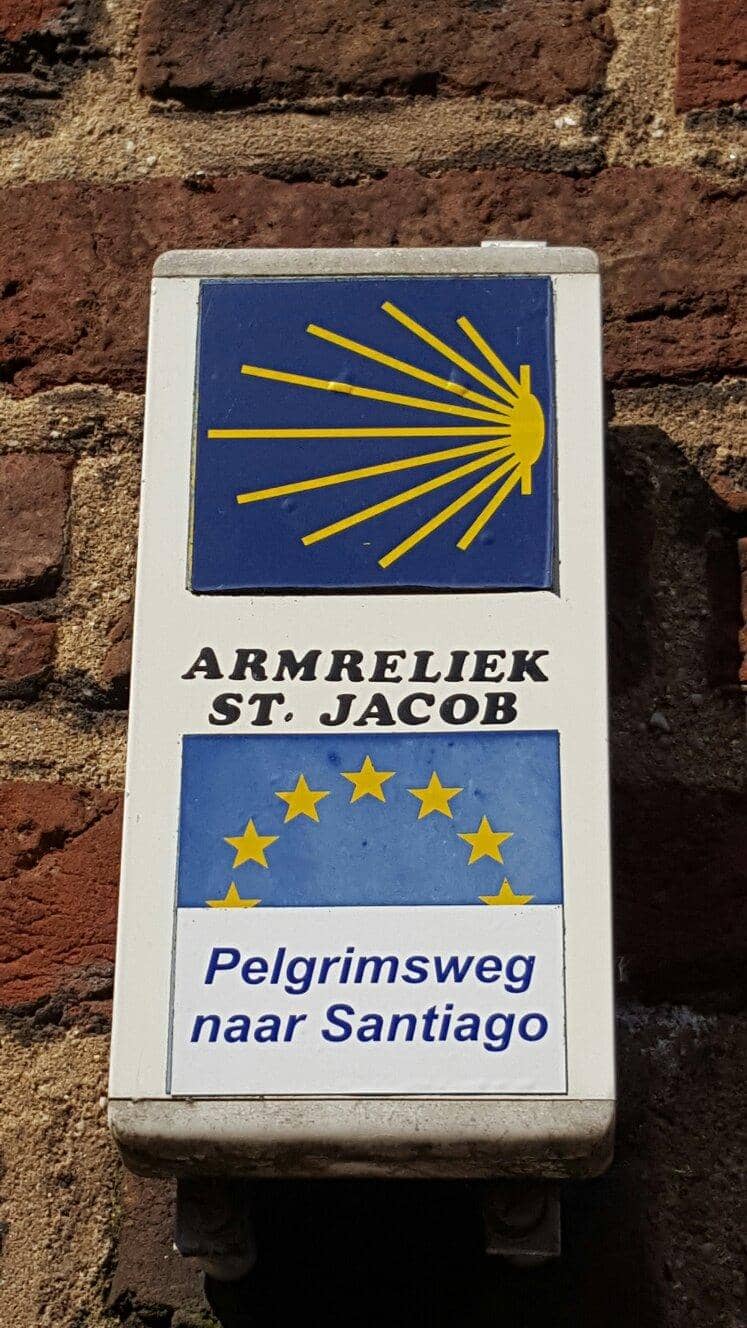 ARMRELIEK
ST. JACOB
Pelgrimsweg
naar Santiago